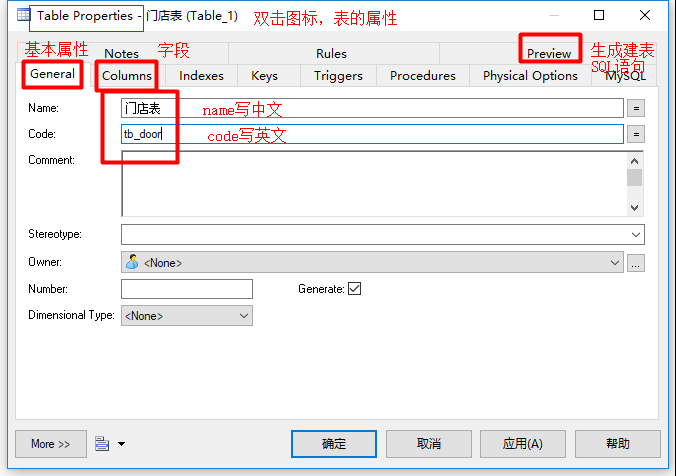 Table Properties - 门店表 (Table_1) 双击图标，表的属性
基本属性 Notes 字段 Rules Preview 生成建表
SQL语句
General Columns Indexes Keys Triggers Procedures Physical Options MySQL
Name: 门店表 name写中文 =
Code: tb_door code写英文 =
Comment:
Stereotype:
Owner: <None> ...
Number: Generate:
Dimensional Type: <None>
More >> 确定 取消 应用(A) 帮助